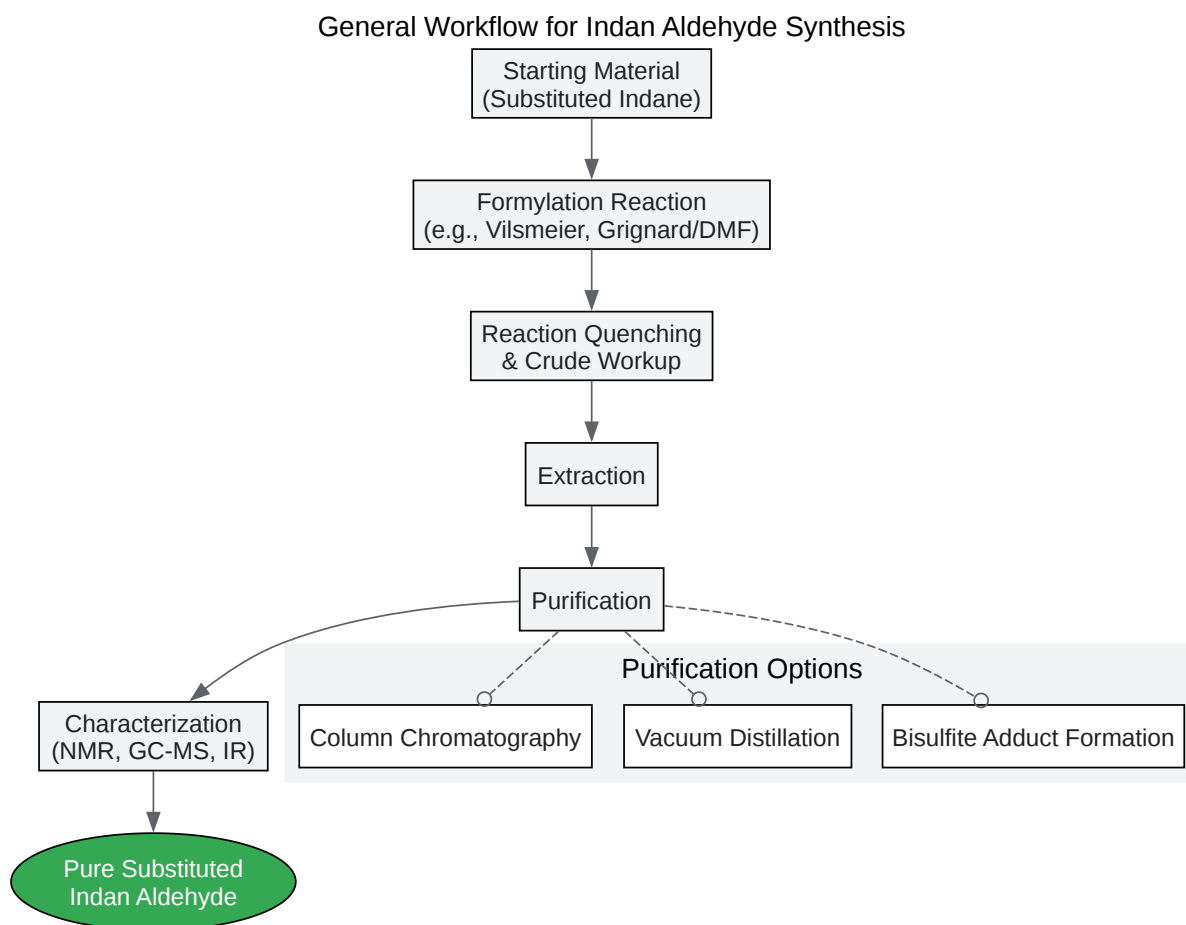 General Workflow for Indan Aldehyde Synthesis
Starting Material
(Substituted Indane)
Formylation Reaction
(e.g., Vilsmeier, Grignard/DMF)
Reaction Quenching
& Crude Workup
Extraction
Purification
Purification Options
Column Chromatography
Vacuum Distillation
Bisulfite Adduct Formation
Characterization
(NMR, GC-MS, IR)
Pure Substituted
Indan Aldehyde